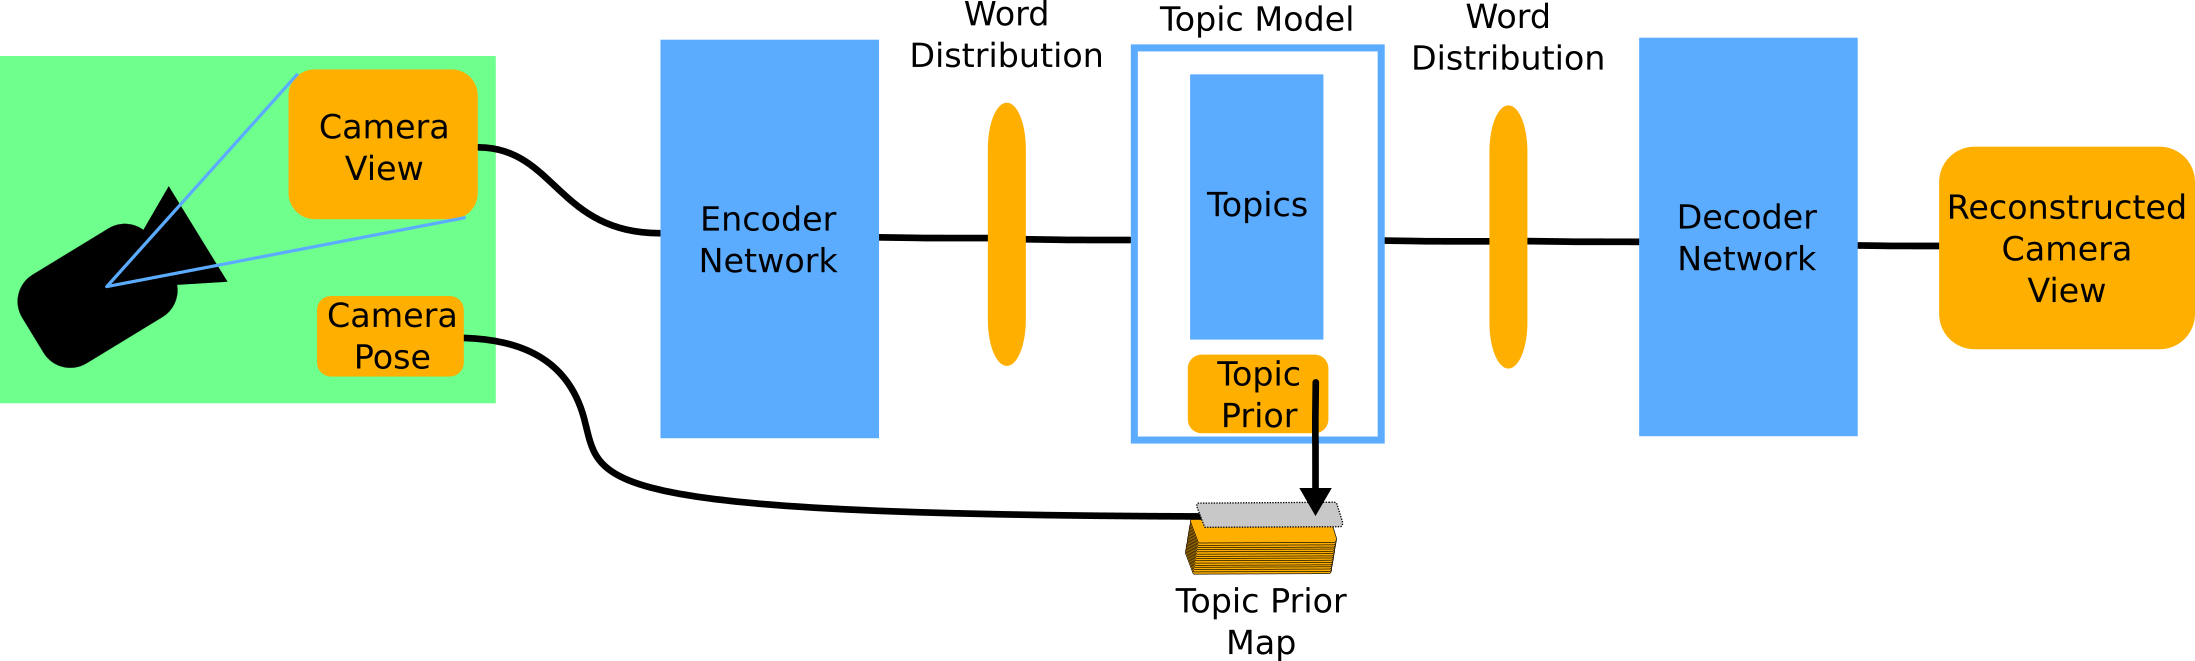 Camera
View
Camera
Pose
Encoder
Network
Word
Distribution
Topic Model
Topics
Topic
Prior
Topic Prior
Map
Word
Distribution
Decoder
Network
Reconstructed
Camera
View